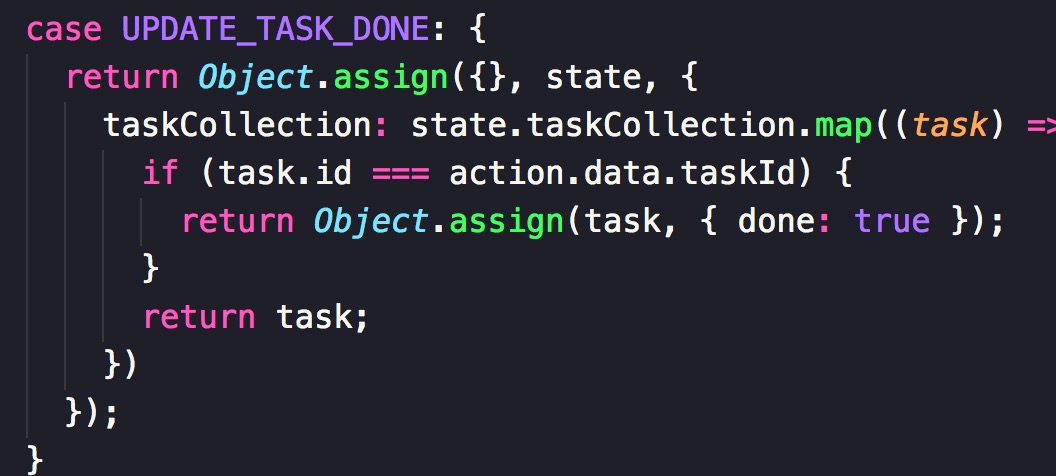 case UPDATE_TASK_DONE: {
return Object.assign({}, state, {
taskCollection: state.taskCollection.map((task) =>
if (task.id === action.data.taskId) {
return Object.assign(task, { done: true });
}
return task;
})
});
}